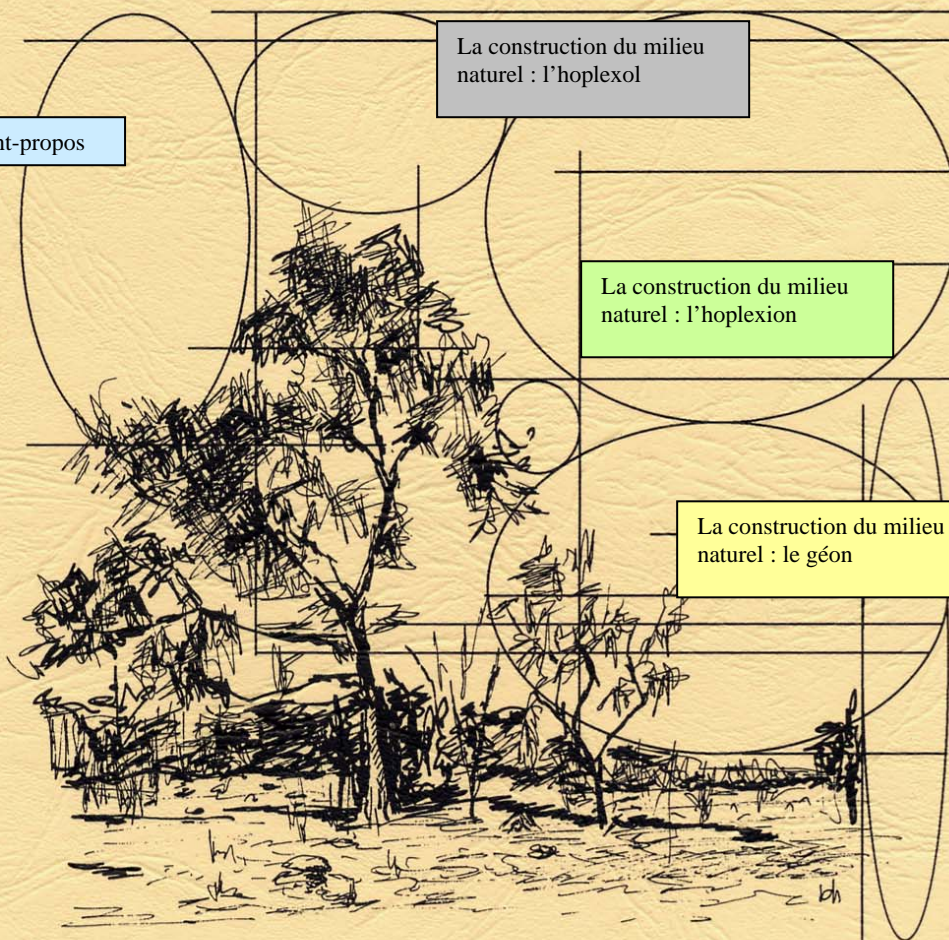 La construction du milieu
naturel : l’hoplexol
nt-propos
La construction du milieu
naturel : l’hoplexion
La construction du milieu
naturel : le géon
bh